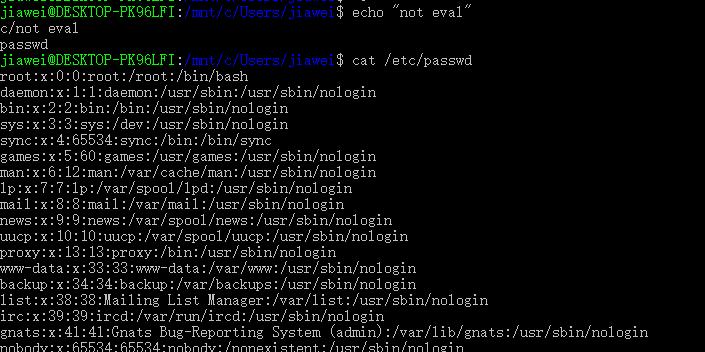 jiawei@DESKTOP-PK96LFI:/mnt/c/Users/jiawei$ echo "not eval"
c/not eval
passwd
jiawei@DESKTOP-PK96LFI:/mnt/c/Users/jiawei$ cat /etc/passwd
root:x:0:0:root:/root:/bin/bash
daemon:x:1:1:daemon:/usr/sbin:/usr/sbin/nologin
bin:x:2:2:bin:/bin:/usr/sbin/nologin
sys:x:3:3:sys:/dev:/usr/sbin/nologin
sync:x:4:65534:sync:/bin:/bin/sync
games:x:5:60:games:/usr/games:/usr/sbin/nologin
man:x:6:12:man:/var/cache/man:/usr/sbin/nologin
lp:x:7:7:lp:/var/spool/lpd:/usr/sbin/nologin
mail:x:8:8:mail:/var/mail:/usr/sbin/nologin
news:x:9:9:news:/var/spool/news:/usr/sbin/nologin
uucp:x:10:10:uucp:/var/spool/uucp:/usr/sbin/nologin
proxy:x:13:13:proxy:/bin:/usr/sbin/nologin
www-data:x:33:33:www-data:/var/www:/usr/sbin/nologin
backup:x:34:34:backup:/var/backups:/usr/sbin/nologin
list:x:38:38:Mailing List Manager:/var/list:/usr/sbin/nologin
irc:x:39:39:ircd:/var/run/ircd:/usr/sbin/nologin
gnats:x:41:41:Gnats Bug-Reporting System (admin):/var/lib/gnats:/usr/sbin/nologin
nobody:x:65534:65534:nobody:/nonexistent:/usr/sbin/nologin